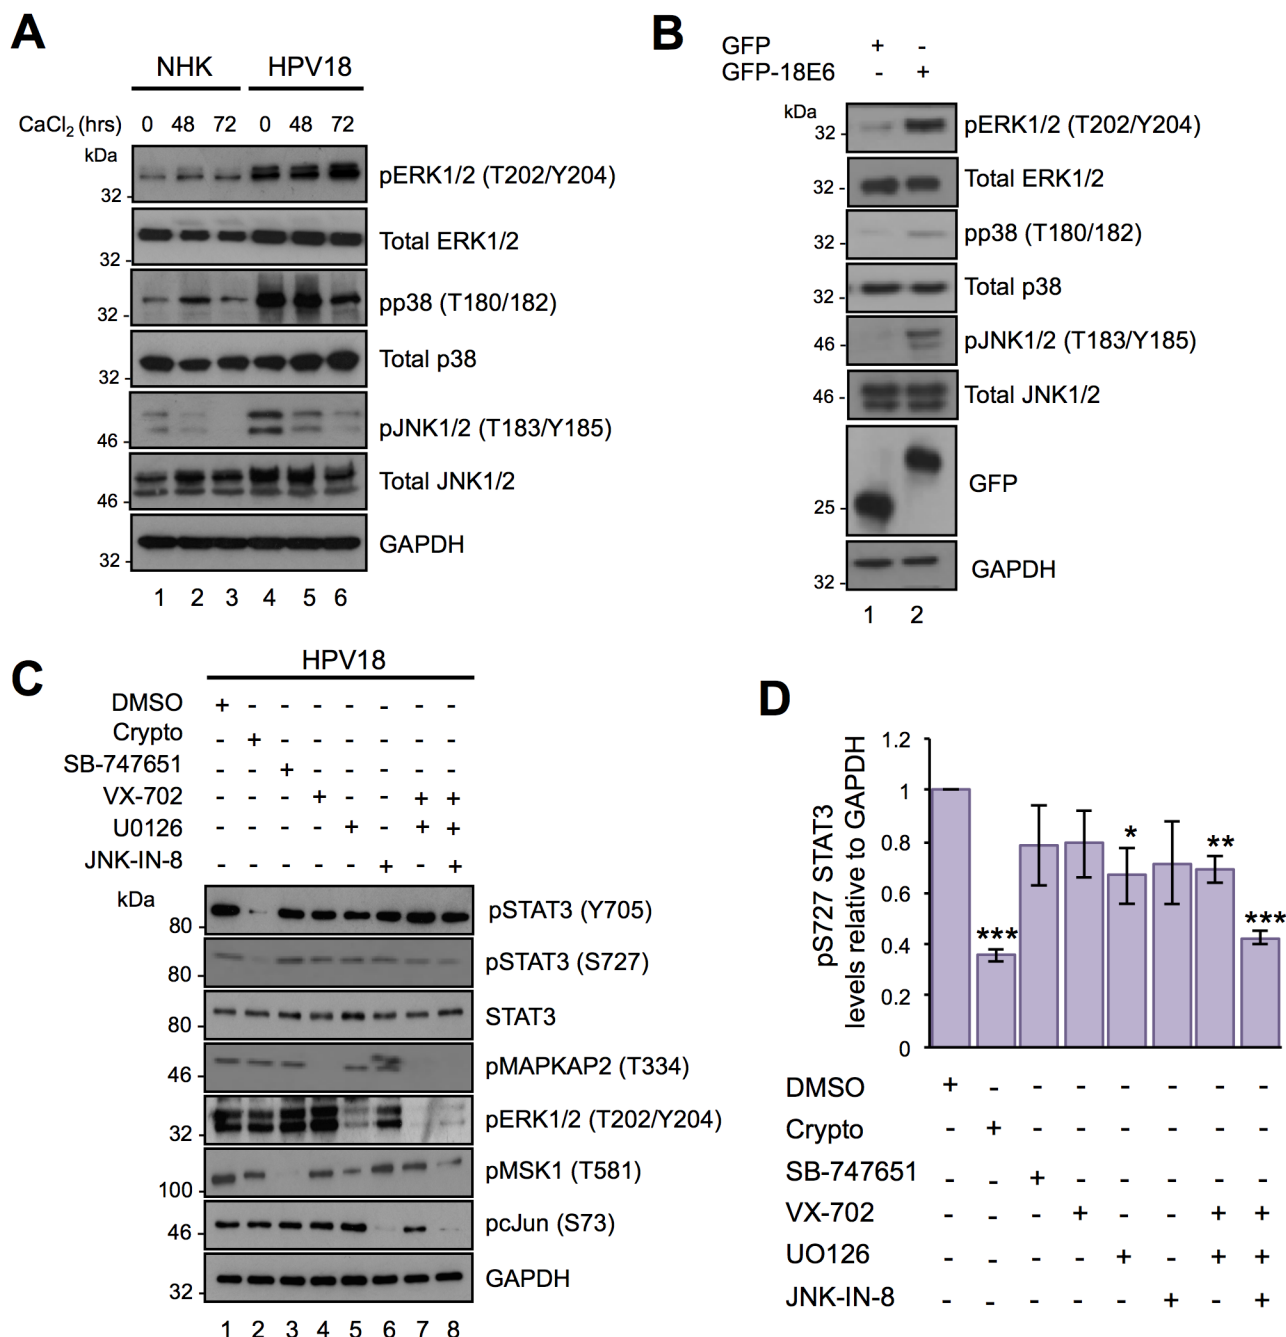 A
NHK HPV18
CaCl2 (hrs) 0 48 72 0 48 72
kDa
32 - pERK1/2 (T202/Y204)
32 - Total ERK1/2
32 - pp38 (T180/182)
32 - Total p38
46 - pJNK1/2 (T183/Y185)
46 - Total JNK1/2
32 - GAPDH
1 2 3 4 5 6
B
GFP + -
GFP-18E6 - +
kDa
32 - pERK1/2 (T202/Y204)
32 - Total ERK1/2
32 - pp38 (T180/182)
32 - Total p38
46 - pJNK1/2 (T183/Y185)
46 - Total JNK1/2
25 - GFP
32 - GAPDH
1 2
C
HPV18
DMSO + - - - - - - -
Crypto - + - - - - - -
SB-747651 - - + - - - - -
VX-702 - - - + - - + +
U0126 - - - - + - + +
JNK-IN-8 - - - - - + - +
kDa
80 - pSTAT3 (Y705)
80 - pSTAT3 (S727)
80 - STAT3
46 - pMAPKAP2 (T334)
32 - pERK1/2 (T202/Y204)
100 - pMSK1 (T581)
46 - pcJun (S73)
32 - GAPDH
1 2 3 4 5 6 7 8
D
pS727 STAT3
levels relative to GAPDH
1.2
1
0.8
0.6
0.4
0.2
0
*** * ** ***
DMSO + - - - - - - -
Crypto - + - - - - - -
SB-747651 - - + - - - - -
VX-702 - - - + - - + +
UO126 - - - - + - + +
JNK-IN-8 - - - - - + - +